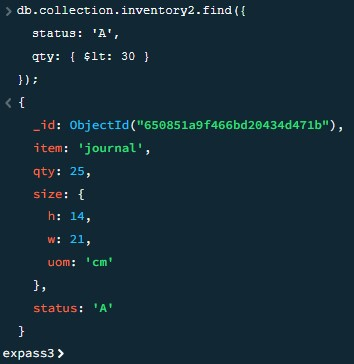 > db.collection.inventory2.find({
status: 'A',
qty: { $lt: 30 }
});
< {
_id: ObjectId("650851a9f466bd20434d471b"),
item: 'journal',
qty: 25,
size: {
h: 14,
w: 21,
uom: 'cm'
},
status: 'A'
}
expass3>